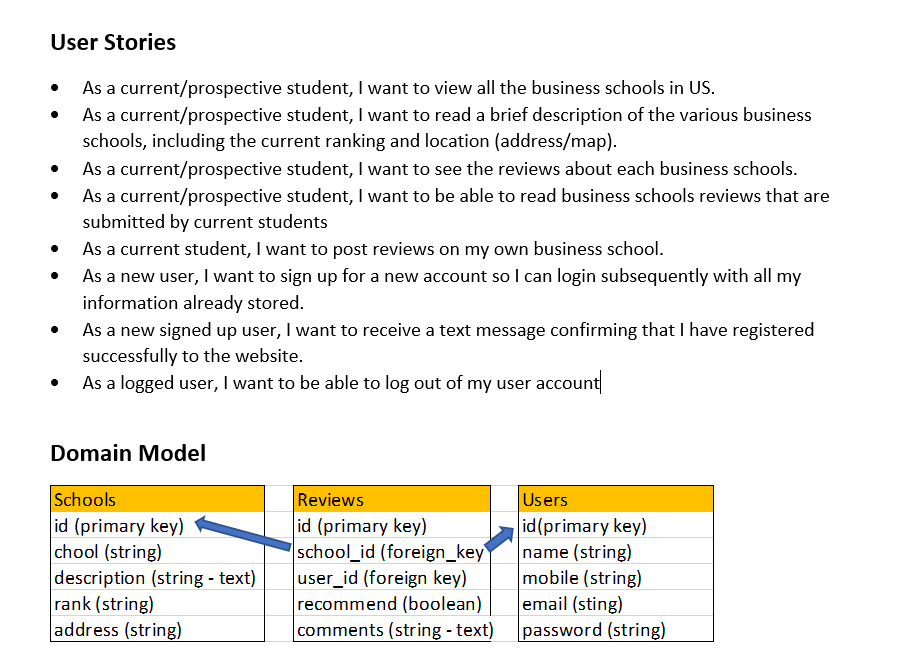 User Stories
• As a current/prospective student, I want to view all the business schools in US.
• As a current/prospective student, I want to read a brief description of the various business
schools, including the current ranking and location (address/map).
• As a current/prospective student, I want to see the reviews about each business schools.
• As a current/prospective student, I want to be able to read business schools reviews that are
submitted by current students
• As a current student, I want to post reviews on my own business school.
• As a new user, I want to sign up for a new account so I can login subsequently with all my
information already stored.
• As a new signed up user, I want to receive a text message confirming that I have registered
successfully to the website.
• As a logged user, I want to be able to log out of my user account
Domain Model
Schools Reviews Users
id (primary key) id (primary key) id(primary key)
chool (string) school_id (foreign_key name (string)
description (string - text) user_id (foreign key) mobile (string)
rank (string) recommend (boolean) email (sting)
address (string) comments (string - text) password (string)